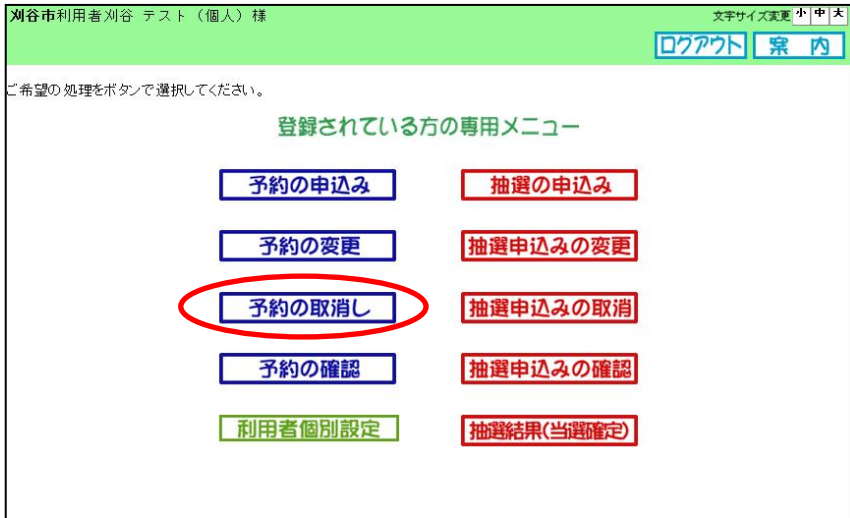 刈谷市利用者刈谷 テスト（個人）様
文字サイズ変更 小 中 大
ログアウト 案 内
ご希望の処理をボタンで選択してください。
登録されている方の専用メニュー
予約の申込み 抽選の申込み
予約の変更 抽選申込みの変更
予約の取消し 抽選申込みの取消
予約の確認 抽選申込みの確認
利用者個別設定 抽選結果(当選確定)